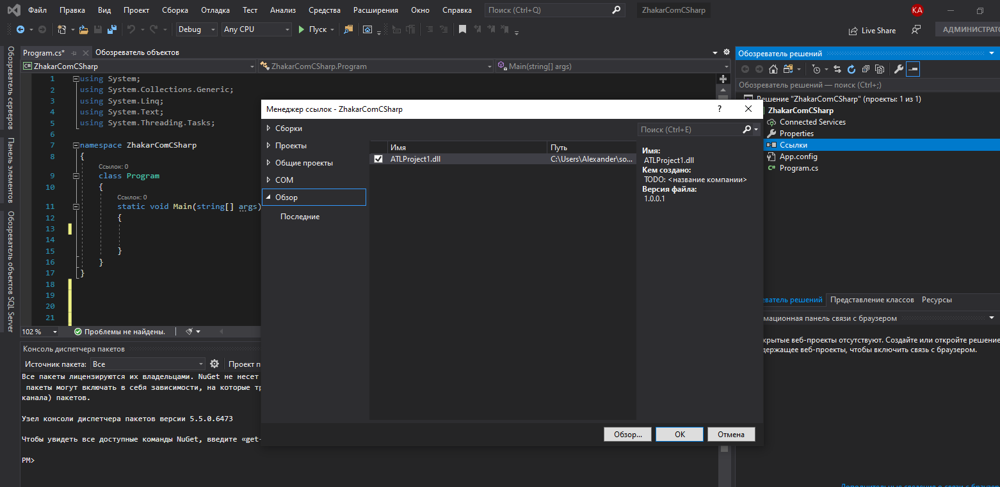 Файл Правка Вид Проект Сборка Отладка Тест Анализ Средства Расширения Окно Справка Поиск (Ctrl+Q) ZhakarComCSharp KA
Debug Any CPU Пуск Live Share АДМИНИСТРАТО
Обозреватель серверов
Панель элементов
Обозреватель объектов SQL Server
Program.cs* Обозреватель объектов
C# ZhakarComCSharp ZhakarComCSharp.Program Main(string[] args)
1 using System;
2 using System.Collections.Generic;
3 using System.Linq;
4 using System.Text;
5 using System.Threading.Tasks;
6
7 namespace ZhakarComCSharp
8 {
Ссылок: 0
9 class Program
10 {
Ссылок: 0
11 static void Main(string[] args)
12 {
13
14
15 }
16 }
17 }
18
19
20
21
102 % Проблемы не найдены.
Консоль диспетчера пакетов
Источник пакета: Все Проект п
Все пакеты лицензируются их владельцами. NuGet не несет
пакеты могут включать в себя зависимости, на которые
канала) пакетов.
Узел консоли диспетчера пакетов версии 5.5.0.6473
Чтобы увидеть все доступные команды NuGet, введите «get-
PM>
Менеджер ссылок - ZhakarComCSharp ?
Сборки
Проекты
Общие проекты
COM
Обзор
Последние
Имя Путь
ATLProject1.dll C:\Users\Alexander\so...
Поиск (Ctrl+E)
Имя:
ATLProject1.dll
Кем создано:
TODO: <название компании>
Версия файла:
1.0.0.1
Обзор... ОК Отмена
Обозреватель решений
Обозреватель решений — поиск (Ctrl+;)
Решение "ZhakarComCSharp" (проекты: 1 из 1)
ZhakarComCSharp
Connected Services
Properties
Ссылки
App.config
C# Program.cs
еватель решений Представление классов Ресурсы
мационная панель связи с браузером
крытые веб-проекты отсутствуют. Создайте или откройте решение
держащее веб-проекты, чтобы включить связь с браузером.
Дополнительные сведения о связи с браузер